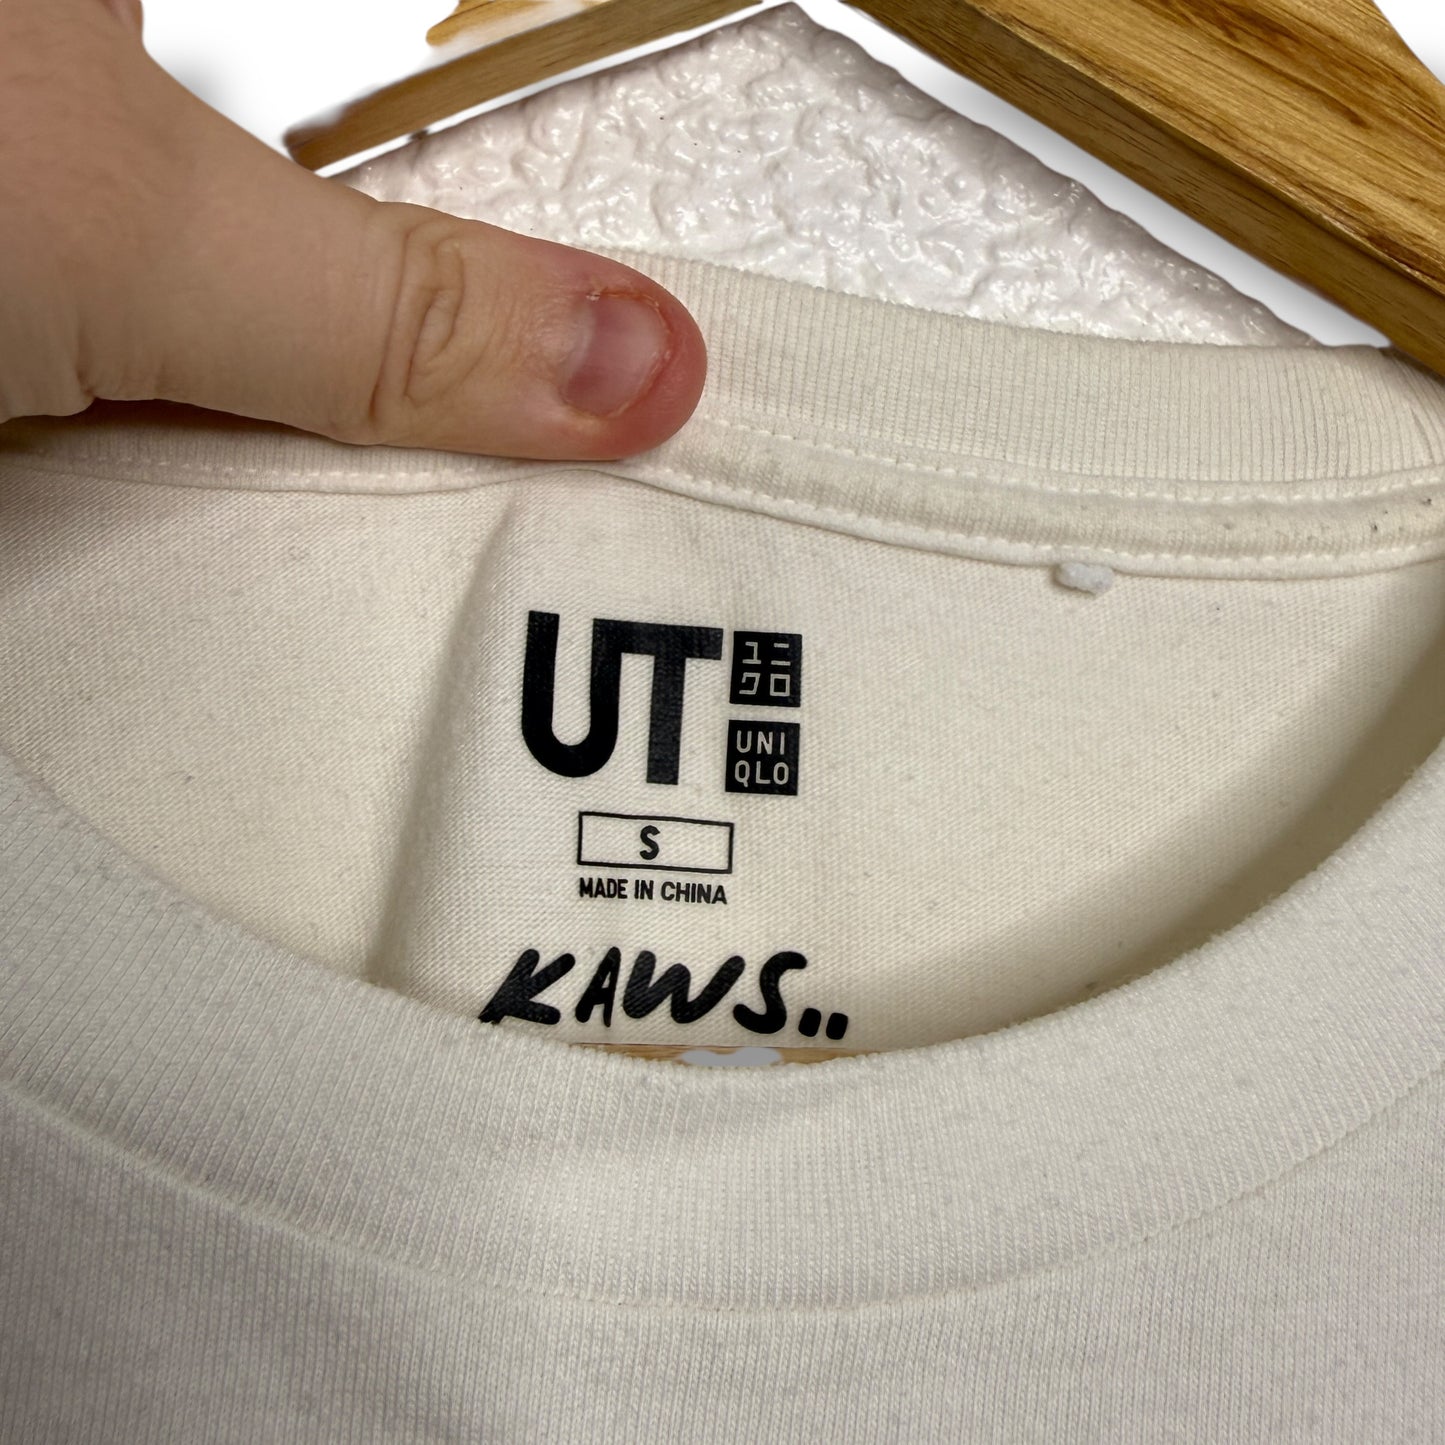 UT
ユニ
クロ
UNI
QLO
S
MADE IN CHINA
KAWS..